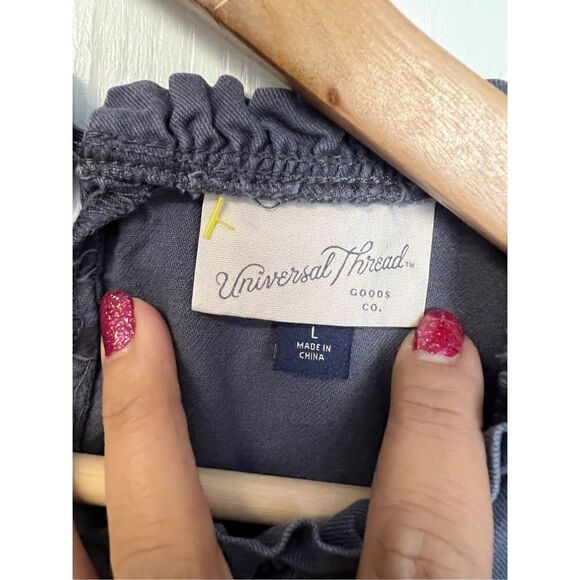 Universal Thread™
GOODS
CO.
L
MADE IN
CHINA